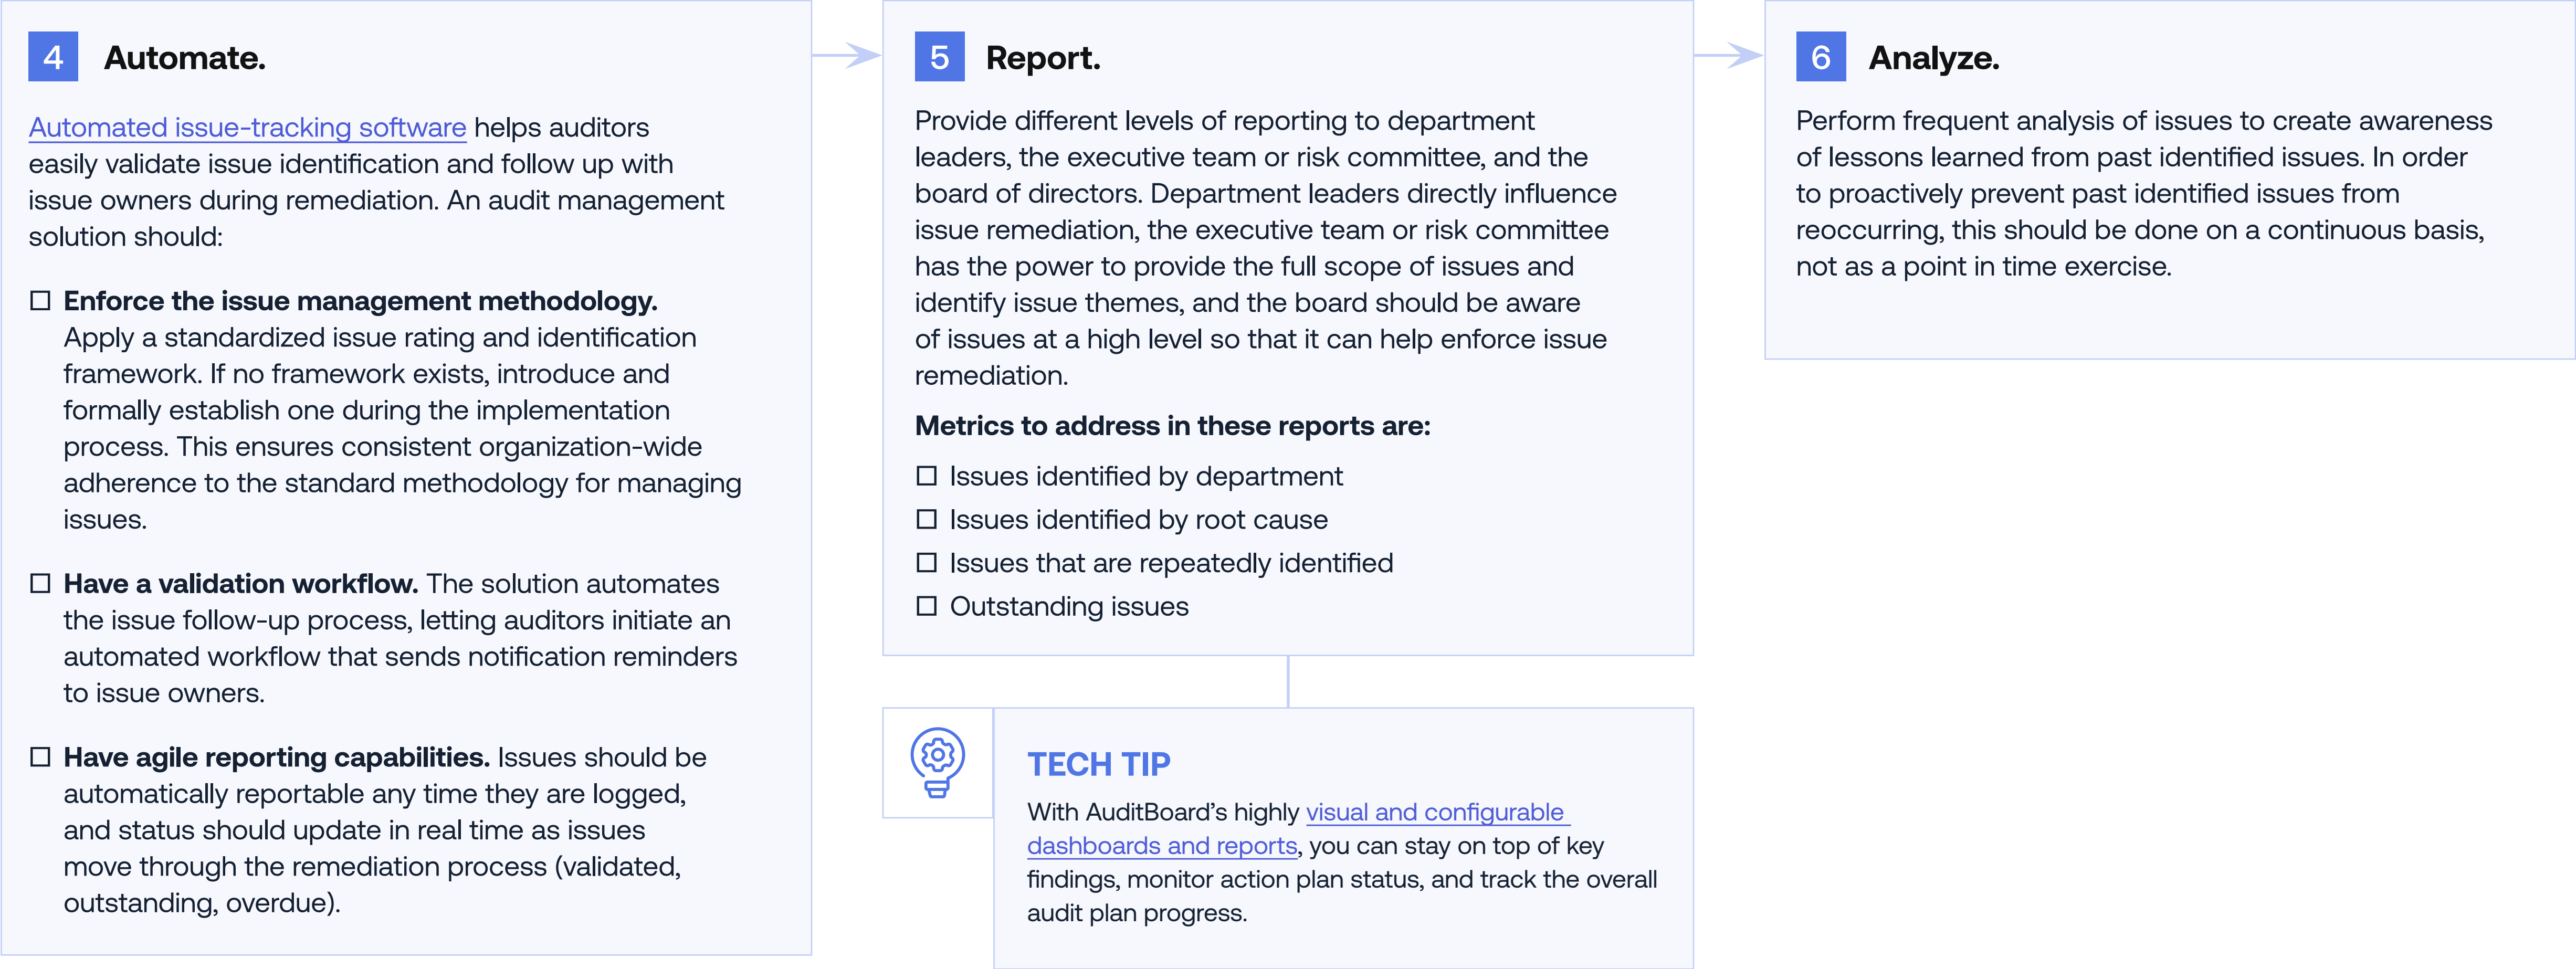 4 Automate.
Automated issue-tracking software helps auditors
easily validate issue identification and follow up with
issue owners during remediation. An audit management
solution should:
Enforce the issue management methodology.
Apply a standardized issue rating and identification
framework. If no framework exists, introduce and
formally establish one during the implementation
process. This ensures consistent organization-wide
adherence to the standard methodology for managing
issues.
Have a validation workflow. The solution automates
the issue follow-up process, letting auditors initiate an
automated workflow that sends notification reminders
to issue owners.
Have agile reporting capabilities. Issues should be
automatically reportable any time they are logged,
and status should update in real time as issues
move through the remediation process (validated,
outstanding, overdue).
5 Report.
Provide different levels of reporting to department
leaders, the executive team or risk committee, and the
board of directors. Department leaders directly influence
issue remediation, the executive team or risk committee
has the power to provide the full scope of issues and
identify issue themes, and the board should be aware
of issues at a high level so that it can help enforce issue
remediation.
Metrics to address in these reports are:
Issues identified by department
Issues identified by root cause
Issues that are repeatedly identified
Outstanding issues
TECH TIP
With AuditBoard’s highly visual and configurable
dashboards and reports, you can stay on top of key
findings, monitor action plan status, and track the overall
audit plan progress.
6 Analyze.
Perform frequent analysis of issues to create awareness
of lessons learned from past identified issues. In order
to proactively prevent past identified issues from
reoccurring, this should be done on a continuous basis,
not as a point in time exercise.